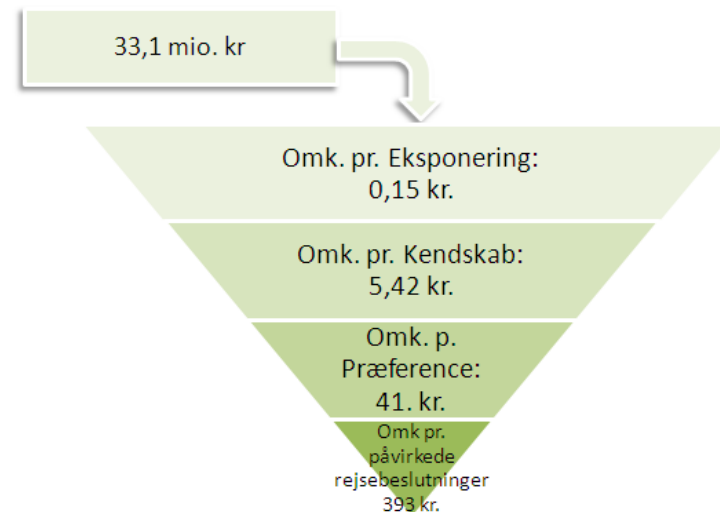 33,1 mio. kr
Omk. pr. Eksponering:
0,15 kr.
Omk. pr. Kendskab:
5,42 kr.
Omk. p.
Præference:
41. kr.
Omk pr.
påvirkede
rejsebeslutninger
393 kr.